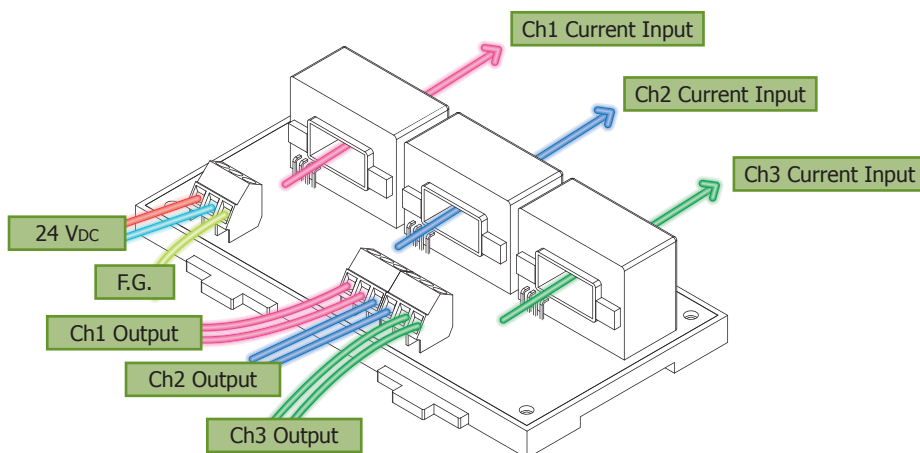 Ch1 Current Input
Ch2 Current Input
Ch3 Current Input
24 VDC
F.G.
Ch1 Output
Ch2 Output
Ch3 Output